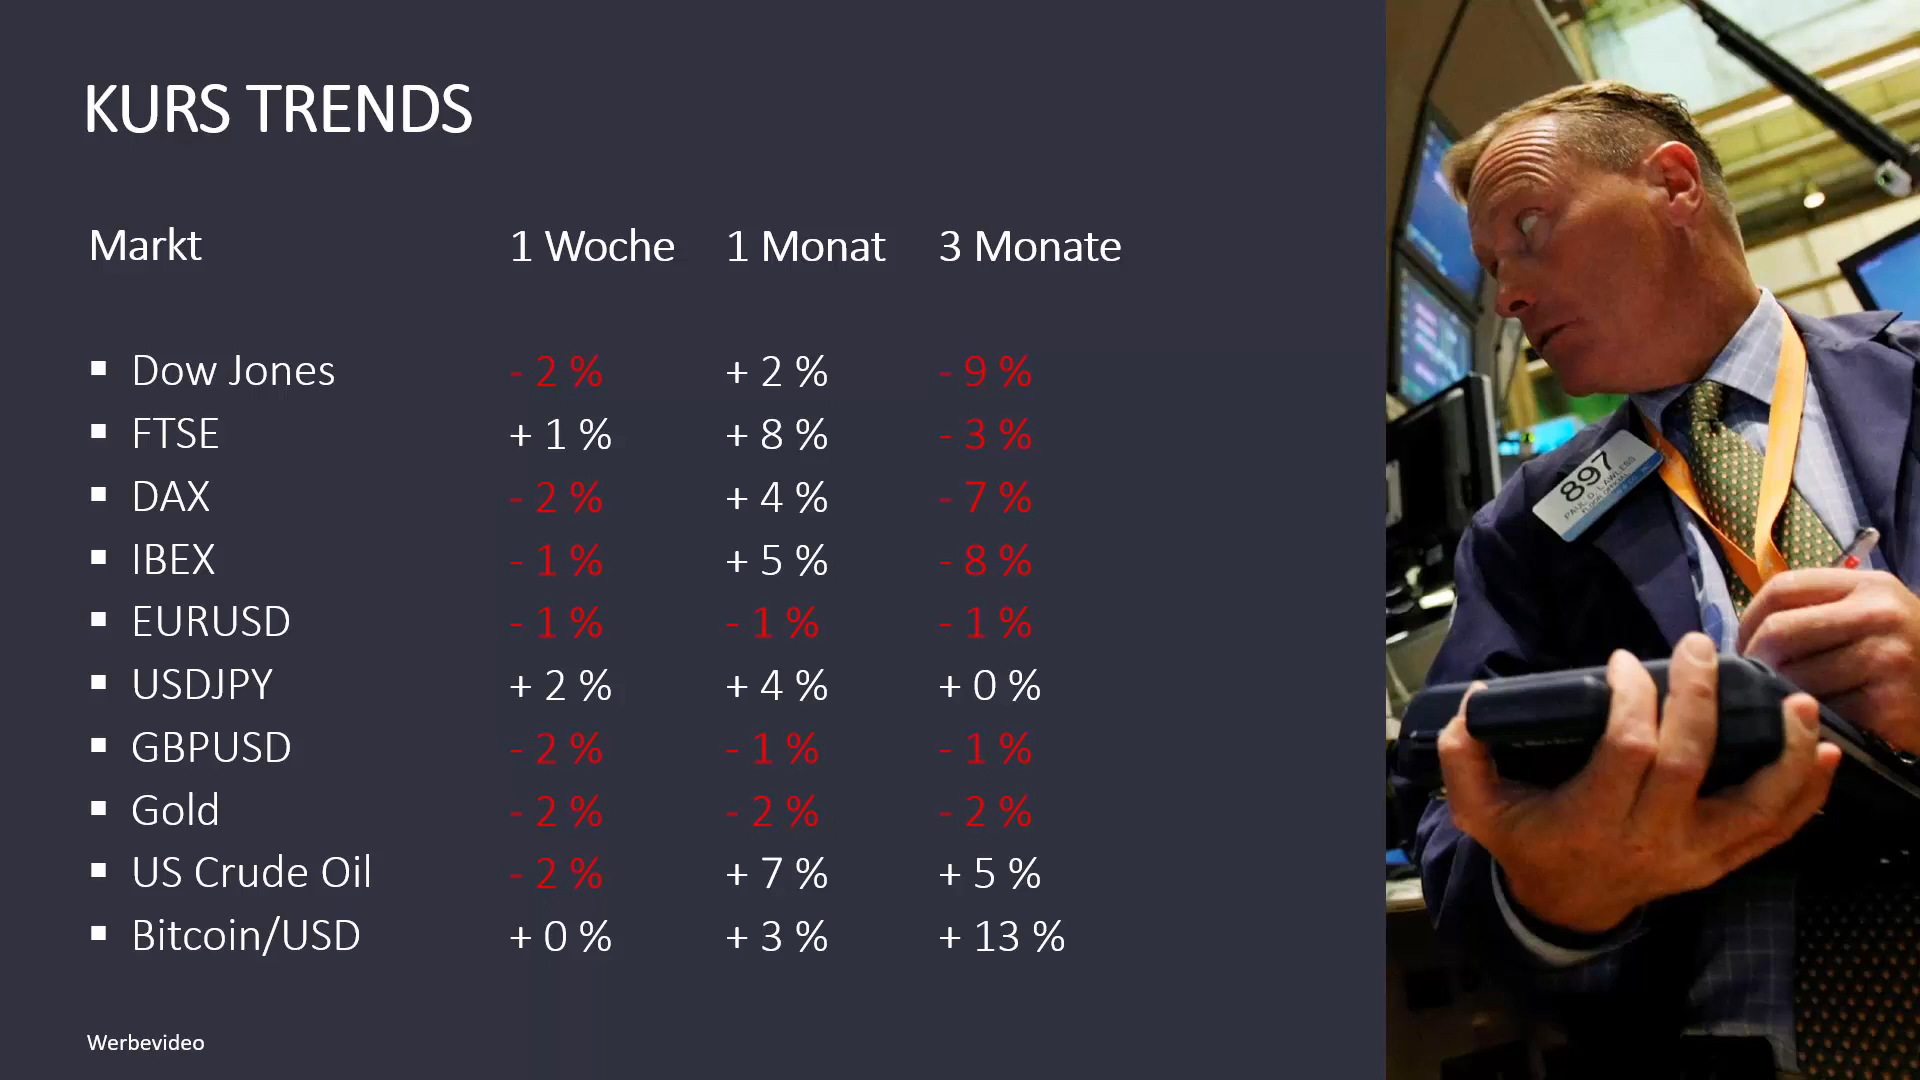 KURS TRENDS
Markt 1 Woche 1 Monat 3 Monate
▪ Dow Jones - 2 % + 2 % - 9 %
▪ FTSE + 1 % + 8 % - 3 %
▪ DAX - 2 % + 4 % - 7 %
▪ IBEX - 1 % + 5 % - 8 %
▪ EURUSD - 1 % - 1 % - 1 %
▪ USDJPY + 2 % + 4 % + 0 %
▪ GBPUSD - 2 % - 1 % - 1 %
▪ Gold - 2 % - 2 % - 2 %
▪ US Crude Oil - 2 % + 7 % + 5 %
▪ Bitcoin/USD + 0 % + 3 % + 13 %
Werbevideo
897
PAUL D. LAWLESS